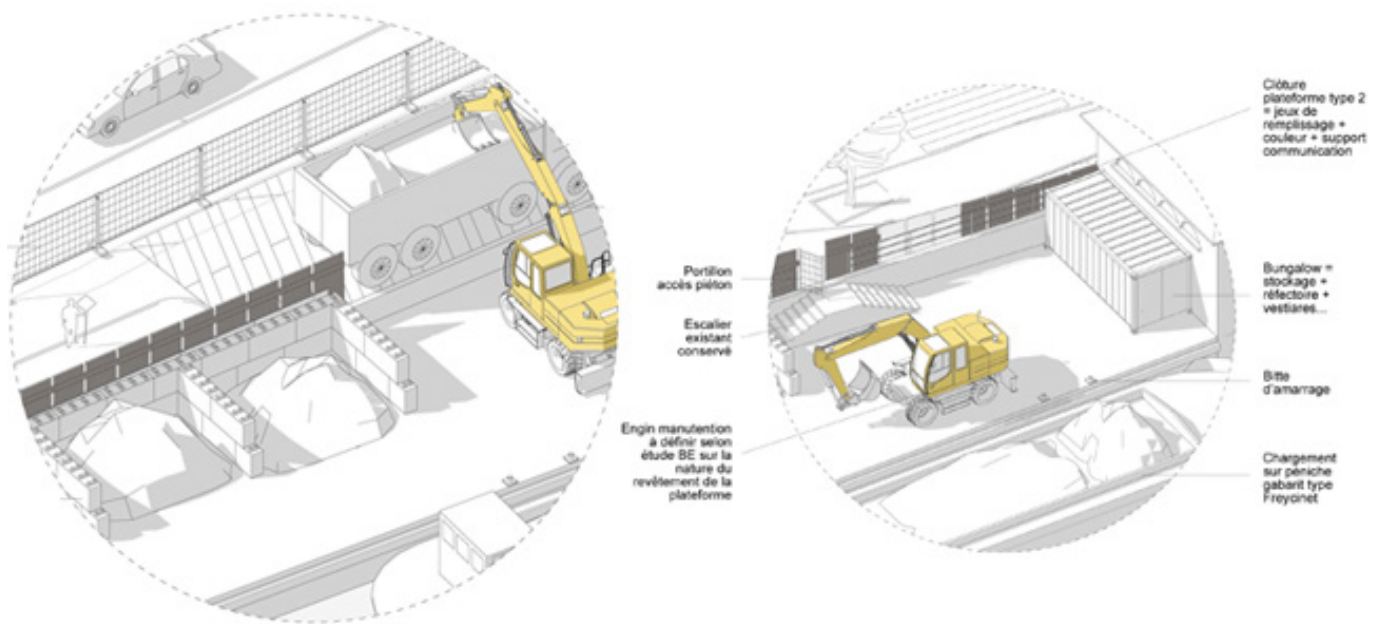 Clôture
plateforme type 2
= jeux de
remplissage +
couleur + support
communication
Portillon
accès piéton
Bungalow =
stockage +
réfectoire +
vestiares...
Escalier
existant
conservé
Bitte
d'amarrage
Engin manutention
à définir selon
étude BE sur la
nature du
revêtement de la
plateforme
Chargement
sur péniche
gabarit type
Freycinet